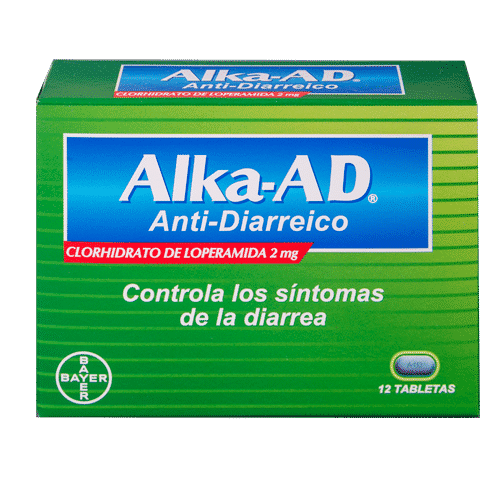 Alka-AD®
Anti-Diarreico
CLORHIDRATO DE LOPERAMIDA 2 mg
Alka-AD®
Anti-Diarreico
CLORHIDRATO DE LOPERAMIDA 2 mg
Controla los síntomas
de la diarrea
BAYER
BAYER
12 TABLETAS